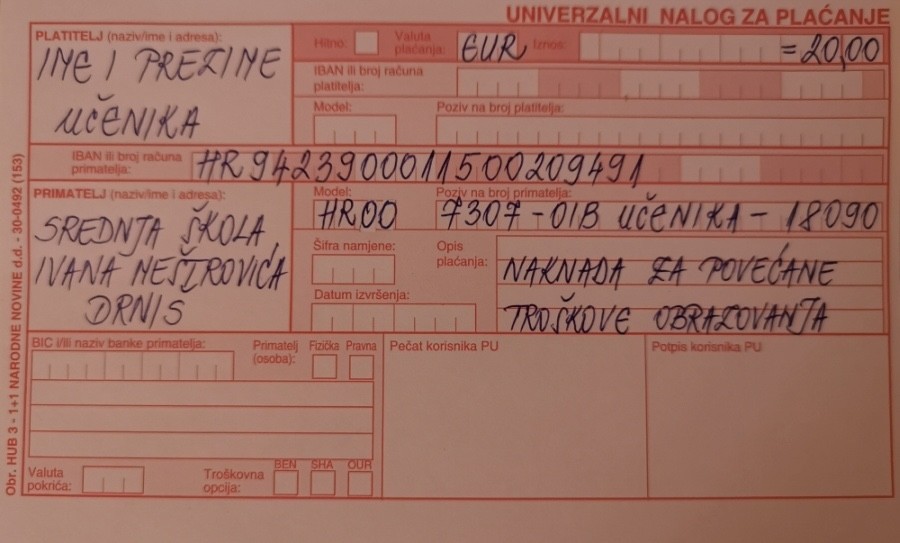 UNIVERZALNI NALOG ZA PLAĆANJE
PLATITELJ (naziv/ime i adresa):
IME I PREZIME
UČENIKA
Hitno:
Valuta plaćanja:
EUR
Iznos:
=20,00
IBAN ili broj računa platitelja:
Model:
Poziv na broj platitelja:
IBAN ili broj računa primatelja:
HR9423900011500209491
PRIMATELJ (naziv/ime i adresa):
SREDNJA ŠKOLA
IVANA MEŠTROVIĆA
DRNIS
Model:
HR00
Poziv na broj primatelja:
7307-OIB UČENIKA-18090
Šifra namjene:
Datum izvršenja:
Opis plaćanja:
NAKNADA ZA POVEĆANE
TROŠKOVE OBRAZOVANJA
BIC i/ili naziv banke primatelja:
Primatelj (osoba):
Fizička
Pravna
Valuta pokrića:
Troškovna opcija:
BEN
SHA
OUR
Pečat korisnika PU
Potpis korisnika PU
Obr. HUB 3 - 1+1 NARODNE NOVINE d.d. - 30-0492 (153)